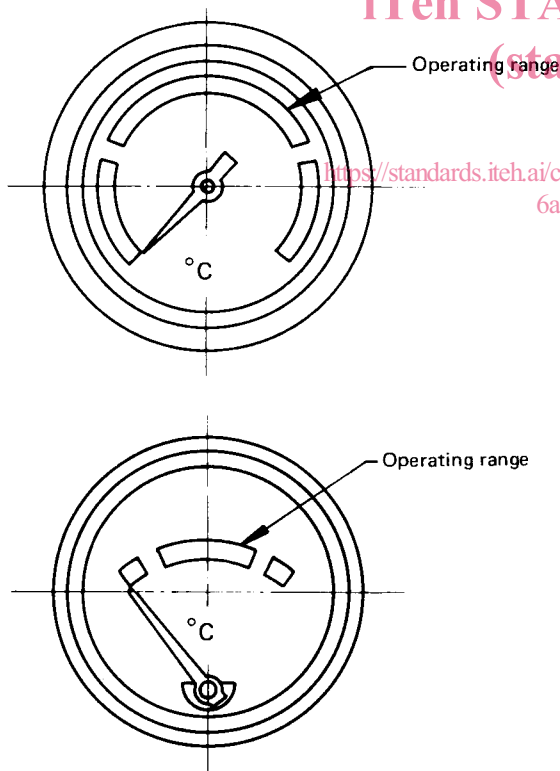 iTeh STA
(sta
Operating range
https://standards.iteh.ai/c
6a
°C
Operating range
°C